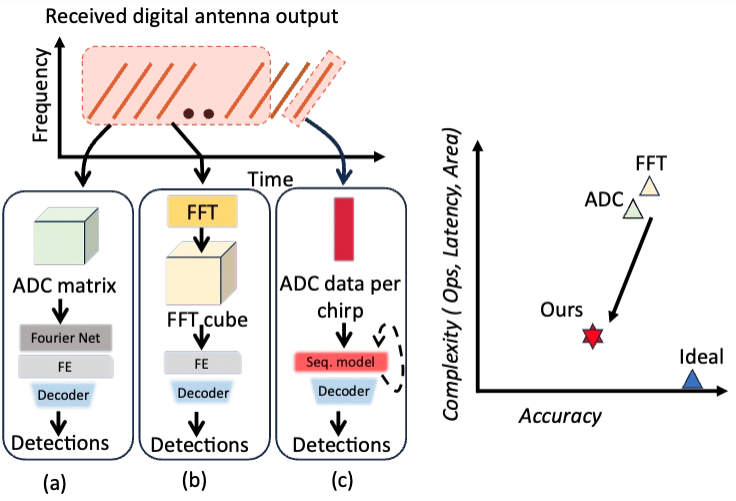 Received digital antenna output
Frequency
Time
ADC matrix
Fourier Net
FE
Decoder
Detections
(a)
FFT
FFT cube
FE
Decoder
Detections
(b)
ADC data per
chirp
Seq. model
Decoder
Detections
(c)
Complexity ( Ops, Latency, Area)
FFT
ADC
Ours
Ideal
Accuracy